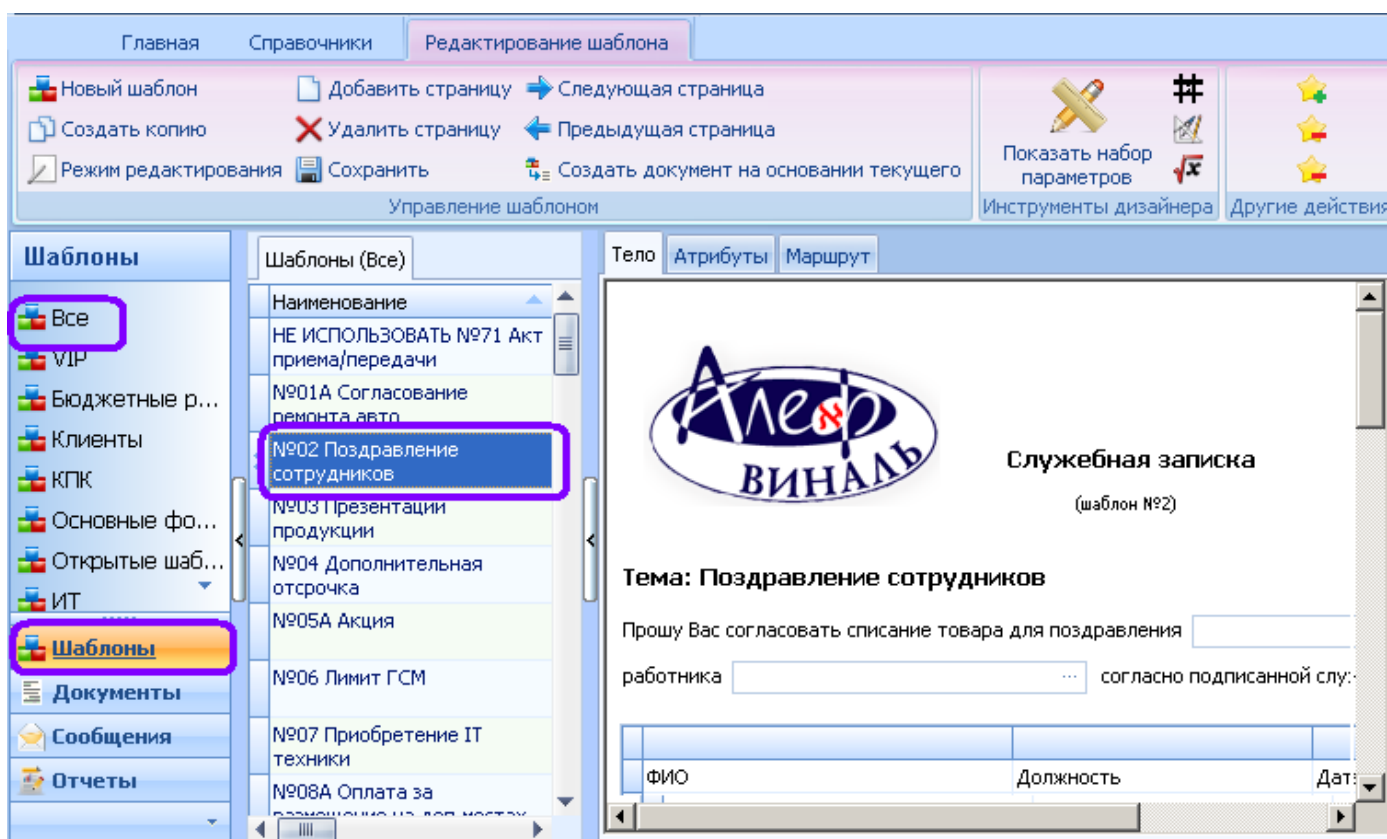 Главная Справочники Редактирование шаблона
Новый шаблон Добавить страницу Следующая страница
Создать копию Удалить страницу Предыдущая страница
Режим редактирования Сохранить Создать документ на основании текущего
Показать набор
параметров
Управление шаблоном Инструменты дизайнера Другие действия
Шаблоны
Все
VIP
Бюджетные р...
Клиенты
КПК
Основные фо...
Открытые шаб...
ИТ
Шаблоны
Документы
Сообщения
Отчеты
Шаблоны (Все)
Наименование
НЕ ИСПОЛЬЗОВАТЬ №71 Акт
приема/передачи
№01А Согласование
ремонта авто
№02 Поздравление
сотрудников
№03 Презентации
продукции
№04 Дополнительная
отсрочка
№05А Акция
№06 Лимит ГСМ
№07 Приобретение IT
техники
№08А Оплата за
размещение на доп местах
Тело Атрибуты Маршрут
Алеф
ВИНАЛЬ
Служебная записка
(шаблон №2)
Тема: Поздравление сотрудников
Прошу Вас согласовать списание товара для поздравления
работника ... согласно подписанной слу
ФИО Должность Дат